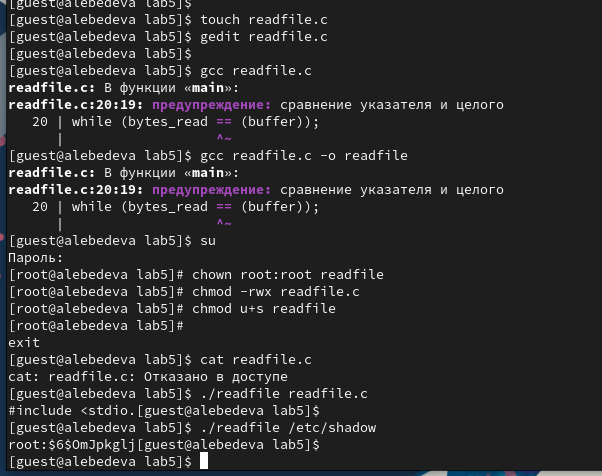 [guest@alebedeva lab5]$
[guest@alebedeva lab5]$ touch readfile.c
[guest@alebedeva lab5]$ gedit readfile.c
[guest@alebedeva lab5]$
[guest@alebedeva lab5]$ gcc readfile.c
readfile.c: В функции «main»:
readfile.c:20:19: предупреждение: сравнение указателя и целого
   20 | while (bytes_read == (buffer));
      |                   ^~
[guest@alebedeva lab5]$ gcc readfile.c -o readfile
readfile.c: В функции «main»:
readfile.c:20:19: предупреждение: сравнение указателя и целого
   20 | while (bytes_read == (buffer));
      |                   ^~
[guest@alebedeva lab5]$ su
Пароль:
[root@alebedeva lab5]# chown root:root readfile
[root@alebedeva lab5]# chmod -rwx readfile.c
[root@alebedeva lab5]# chmod u+s readfile
[root@alebedeva lab5]#
exit
[guest@alebedeva lab5]$ cat readfile.c
cat: readfile.c: Отказано в доступе
[guest@alebedeva lab5]$ ./readfile readfile.c
#include <stdio.[guest@alebedeva lab5]$
[guest@alebedeva lab5]$ ./readfile /etc/shadow
root:$6$OmJpkglj[guest@alebedeva lab5]$
[guest@alebedeva lab5]$